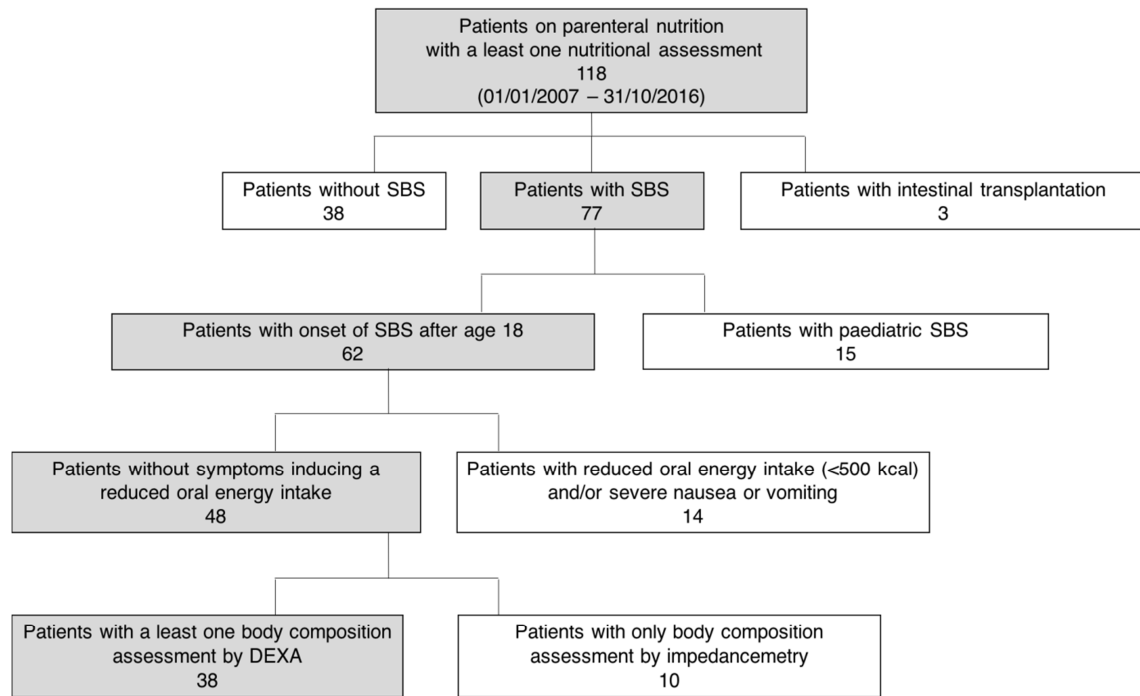 Patients on parenteral nutrition
with a least one nutritional assessment
118
(01/01/2007 – 31/10/2016)
Patients without SBS
38
Patients with SBS
77
Patients with intestinal transplantation
3
Patients with onset of SBS after age 18
62
Patients with paediatric SBS
15
Patients without symptoms inducing a
reduced oral energy intake
48
Patients with reduced oral energy intake (<500 kcal)
and/or severe nausea or vomiting
14
Patients with a least one body composition
assessment by DEXA
38
Patients with only body composition
assessment by impedancemetry
10